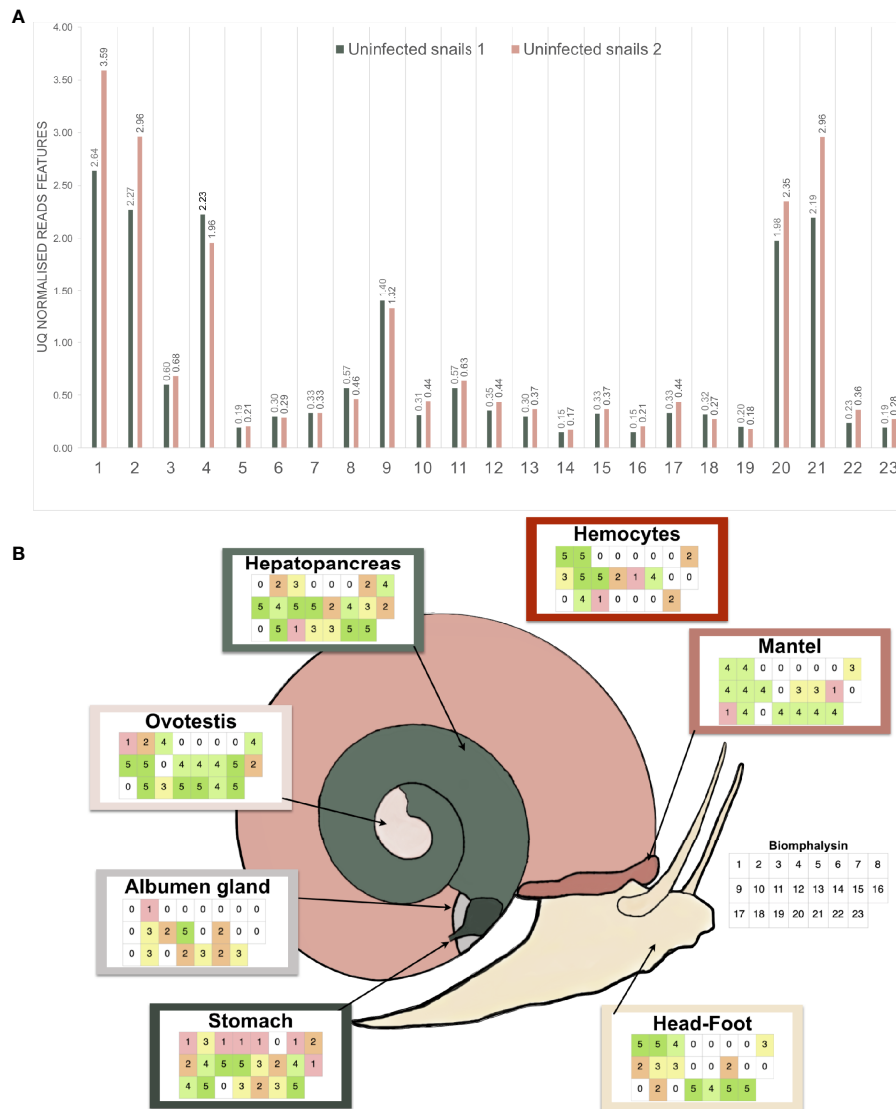 A
4.00
3.50
3.00
2.50
2.00
1.50
1.00
0.50
0.00
UQ NORMALISED READS FEATURES
Uninfected snails 1 Uninfected snails 2
2.64 3.59 2.27 2.96 0.60 0.68 2.23 1.96 0.19 0.21 0.30 0.29 0.33 0.33 0.57 0.46 1.40 1.32 0.31 0.44 0.57 0.63 0.35 0.44 0.30 0.37 0.15 0.17 0.33 0.37 0.15 0.21 0.33 0.44 0.32 0.27 0.20 0.18 1.98 2.35 2.19 2.96 0.23 0.36 0.19 0.28
1 2 3 4 5 6 7 8 9 10 11 12 13 14 15 16 17 18 19 20 21 22 23
B
Hepatopancreas
0 2 3 0 0 0 2 4
5 4 5 5 2 4 3 2
0 5 1 3 3 5 5
Hemocytes
5 5 0 0 0 0 0 2
3 5 5 2 1 4 0 0
0 4 1 0 0 0 2
Mantel
4 4 0 0 0 0 0 3
4 4 4 0 3 3 1 0
1 4 0 4 4 4 4
Ovotestis
1 2 4 0 0 0 0 4
5 5 0 4 4 4 5 2
0 5 3 5 5 4 5
Biomphalysin
1 2 3 4 5 6 7 8
9 10 11 12 13 14 15 16
17 18 19 20 21 22 23
Albumen gland
0 1 0 0 0 0 0 0
0 3 2 5 0 2 0 0
0 3 0 2 3 2 3
Stomach
1 3 1 1 1 0 1 2
2 4 5 5 3 2 4 1
4 5 0 3 2 3 5
Head-Foot
5 5 4 0 0 0 0 3
2 3 3 0 0 2 0 0
0 2 0 5 4 5 5